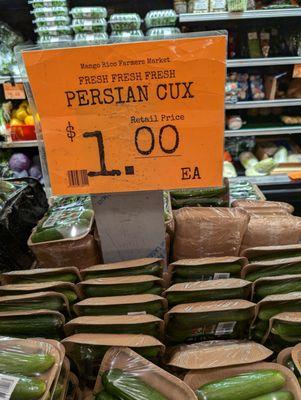 Mango Rico Farmers Market
FRESH FRESH FRESH
PERSIAN CUX
Retail Price
$1.00
EA